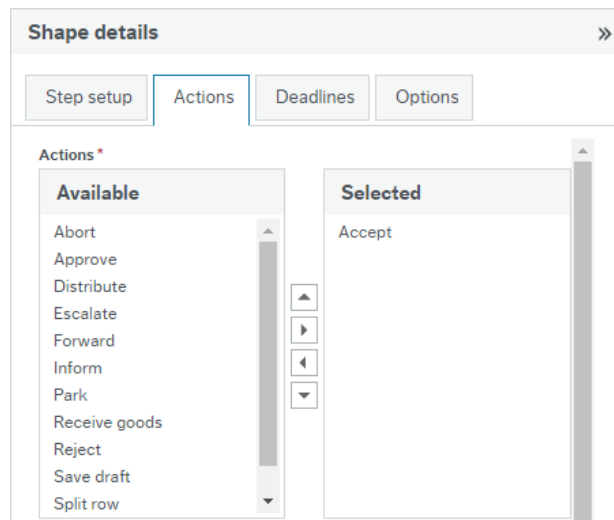 Shape details »
Step setup Actions Deadlines Options
Actions *
Available
Abort
Approve
Distribute
Escalate
Forward
Inform
Park
Receive goods
Reject
Save draft
Split row
Selected
Accept